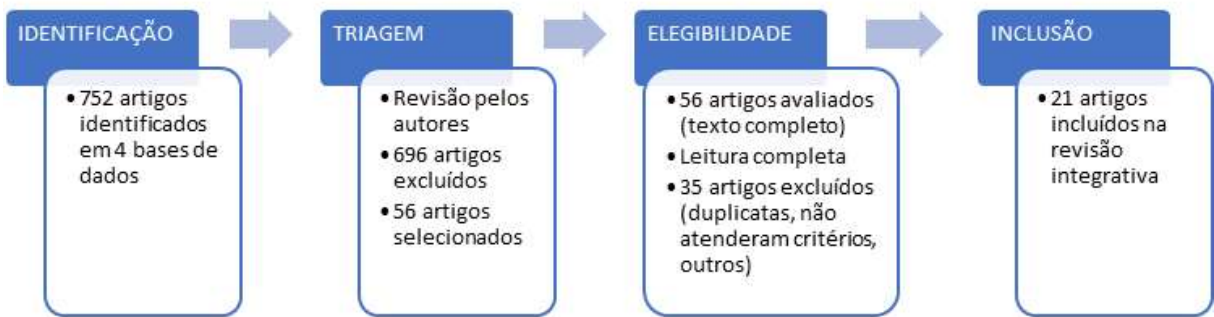 IDENTIFICAÇÃO
• 752 artigos
identificados
em 4 bases de
dados
TRIAGEM
• Revisão pelos
autores
• 696 artigos
excluídos
• 56 artigos
selecionados
ELEGIBILIDADE
• 56 artigos avaliados
(texto completo)
• Leitura completa
• 35 artigos excluídos
(duplicatas, não
atenderam critérios,
outros)
INCLUSÃO
• 21 artigos
incluídos na
revisão
integrativa